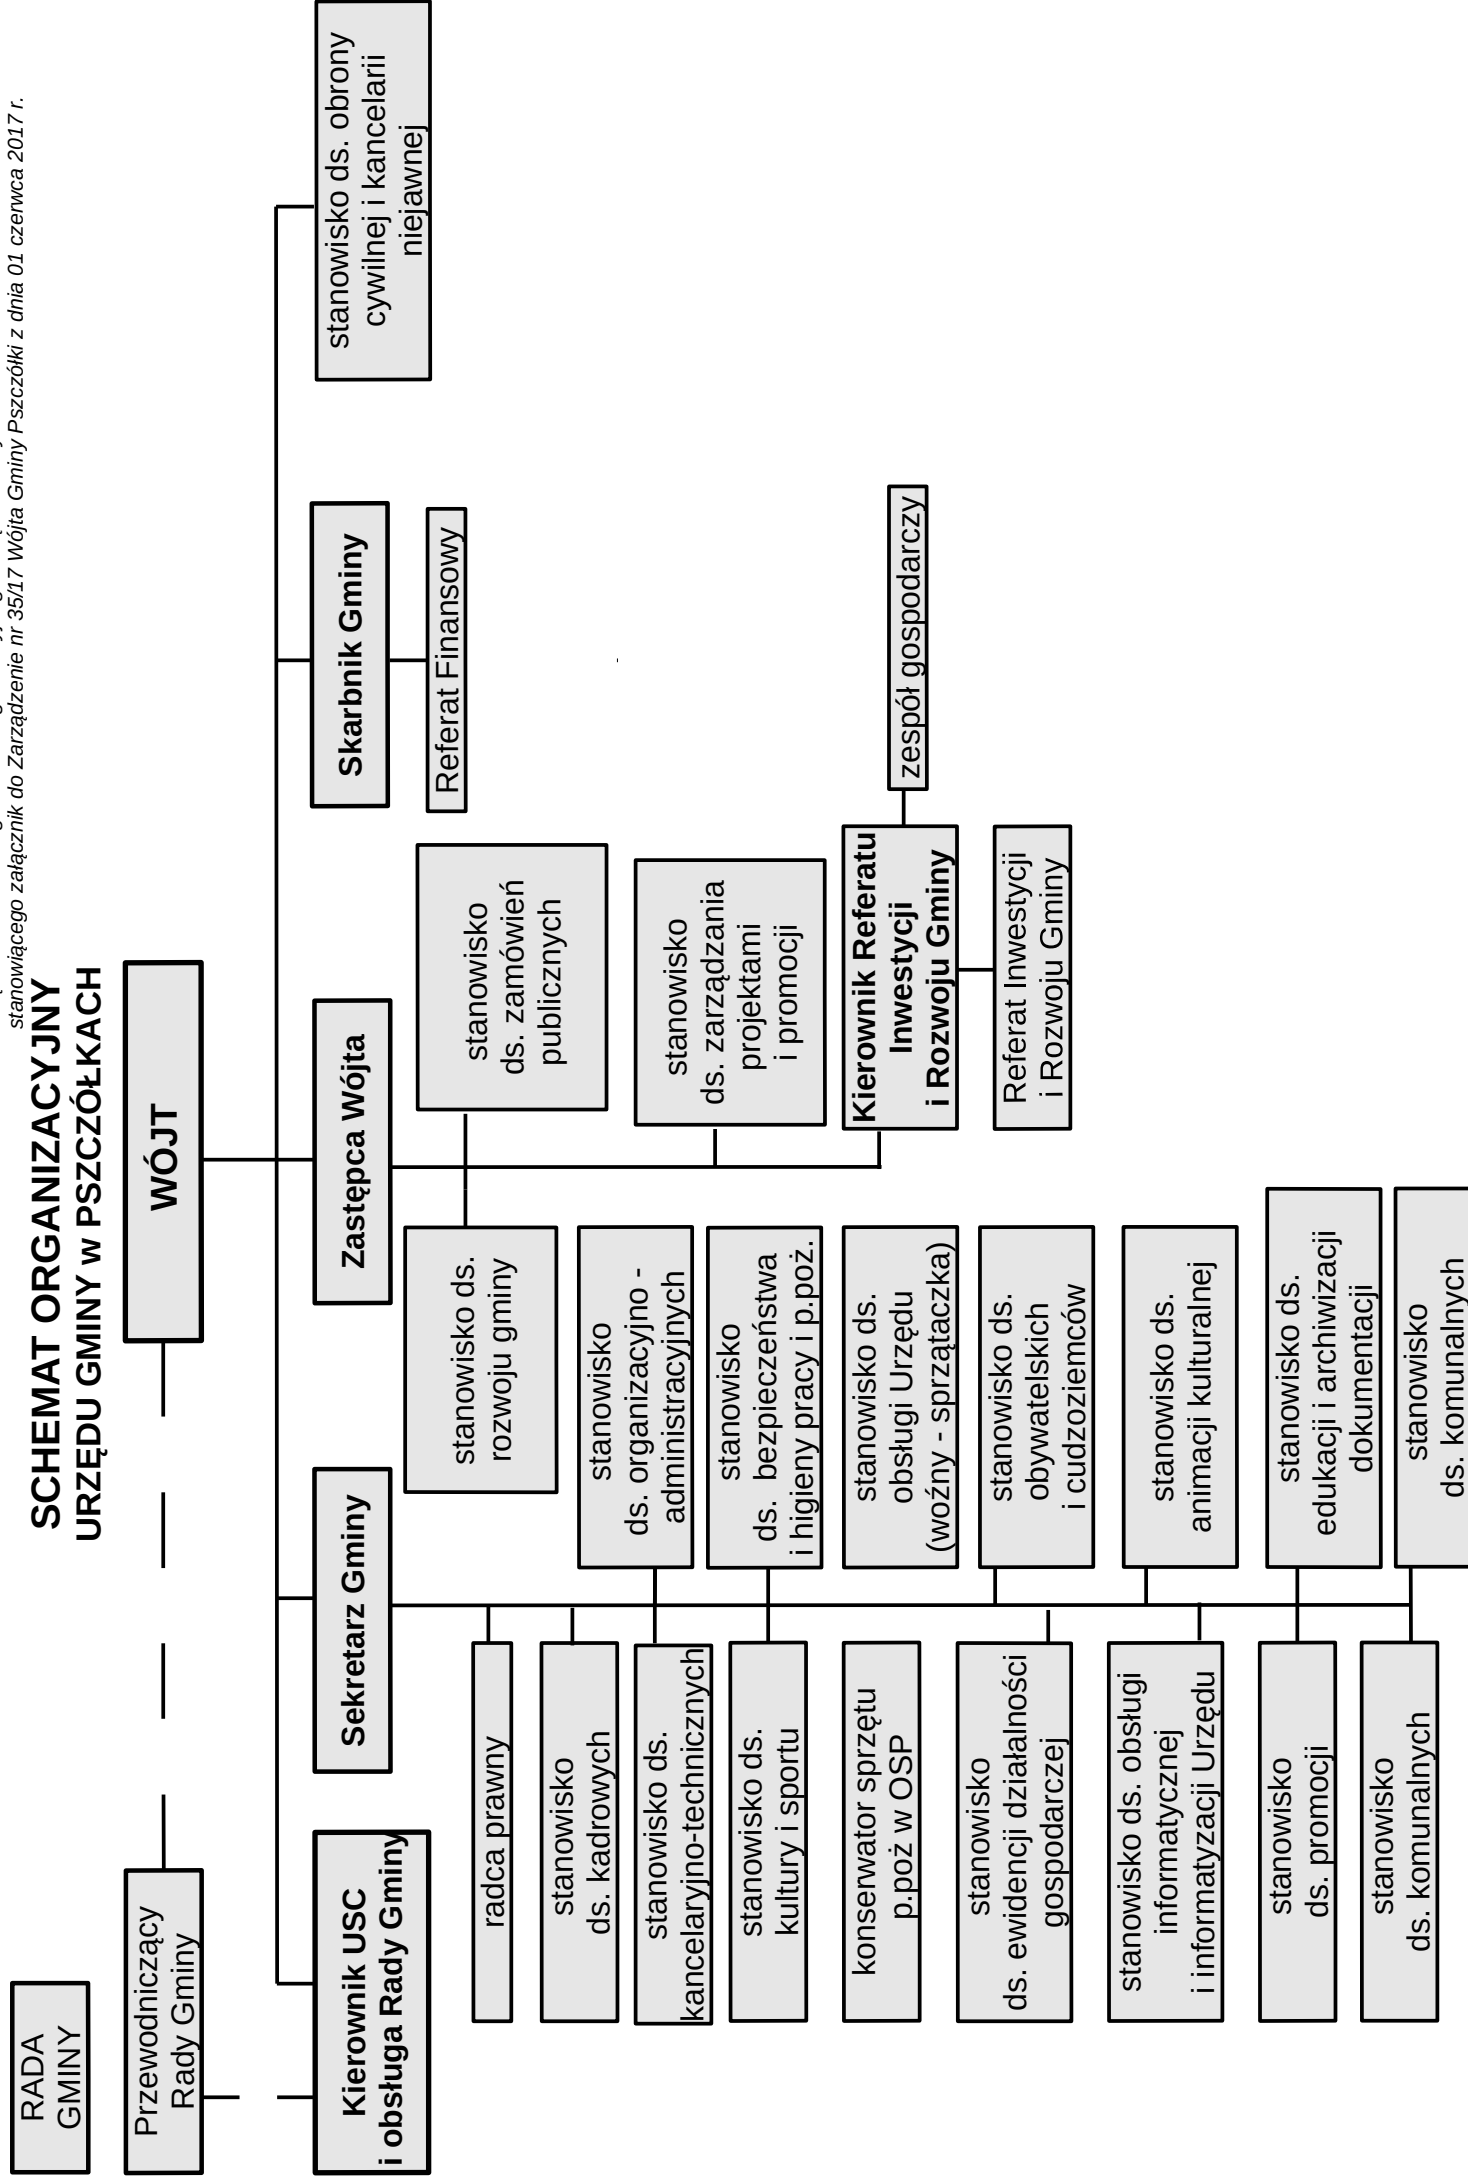 stanowiącego załącznik do Zarządzenie nr 35/17 Wójta Gminy Pszczółki z dnia 01 czerwca 2017 r.
SCHEMAT ORGANIZACYJNY
URZĘDU GMINY w PSZCZÓŁKACH
RADA
GMINY
Przewodniczący
Rady Gminy
WÓJT
Kierownik USC
i obsługa Rady Gminy
Sekretarz Gminy
Zastępca Wójta
Skarbnik Gminy
stanowisko ds. obrony
cywilnej i kancelarii
niejawnej
Referat Finansowy
radca prawny
stanowisko
ds. kadrowych
stanowisko ds.
kancelaryjno-technicznych
stanowisko ds.
kultury i sportu
konserwator sprzętu
p.poż w OSP
stanowisko
ds. ewidencji działalności
gospodarczej
stanowisko ds. obsługi
informatycznej
i informatyzacji Urzędu
stanowisko
ds. promocji
stanowisko
ds. komunalnych
stanowisko ds.
rozwoju gminy
stanowisko
ds. organizacyjno -
administracyjnych
stanowisko
ds. bezpieczeństwa
i higieny pracy i p.poż.
stanowisko ds.
obsługi Urzędu
(woźny - sprzątaczka)
stanowisko ds.
obywatelskich
i cudzoziemców
stanowisko ds.
animacji kulturalnej
stanowisko ds.
edukacji i archiwizacji
dokumentacji
stanowisko
ds. komunalnych
stanowisko
ds. zamówień
publicznych
stanowisko
ds. zarządzania
projektami
i promocji
Kierownik Referatu
Inwestycji
i Rozwoju Gminy
zespół gospodarczy
Referat Inwestycji
i Rozwoju Gminy